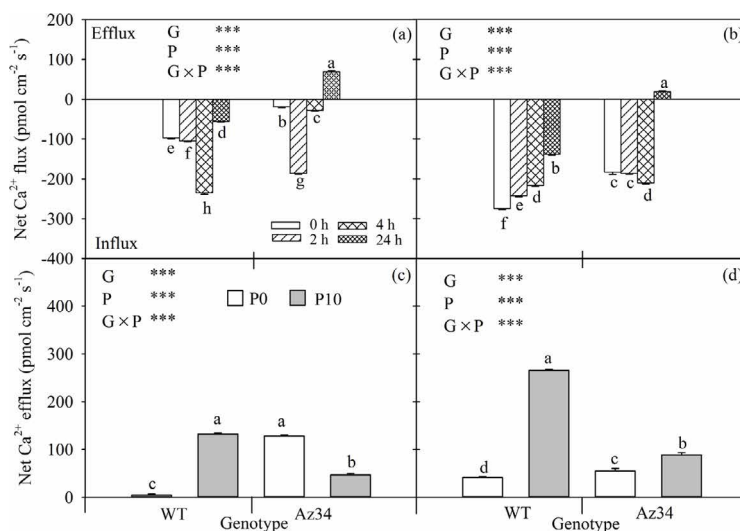 200
100
0
-100
-200
-300
-400
Net Ca²⁺ flux (pmol cm⁻² s⁻¹)
Efflux
G ***
P ***
G × P ***
(a)
a
b
c
d
e
f
g
h
0 h 4 h
2 h 24 h
Influx
G ***
P ***
G × P ***
(b)
a
b
c c
d d
e
f
400
300
200
100
0
Net Ca²⁺ efflux (pmol cm⁻² s⁻¹)
G ***
P ***
G × P ***
(c)
P0 P10
c a a b
WT Az34
Genotype
G ***
P ***
G × P ***
(d)
d a c b
WT Az34
Genotype